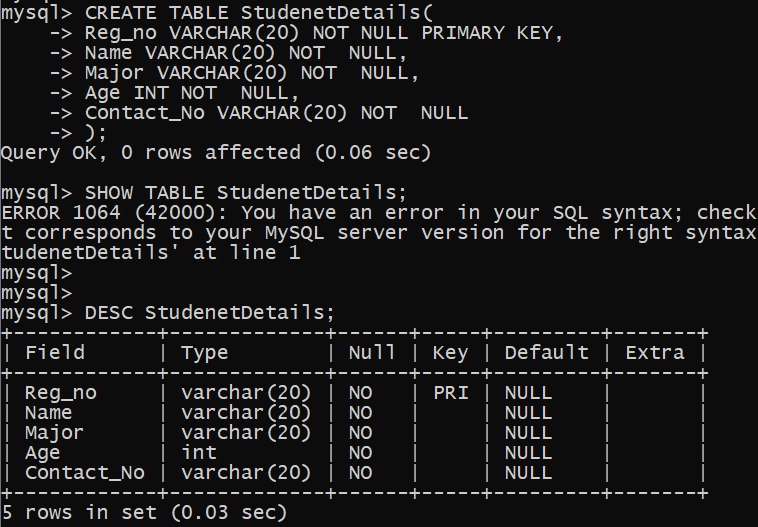 mysql> CREATE TABLE StudenetDetails(
    -> Reg_no VARCHAR(20) NOT NULL PRIMARY KEY,
    -> Name VARCHAR(20) NOT  NULL,
    -> Major VARCHAR(20) NOT  NULL,
    -> Age INT NOT  NULL,
    -> Contact_No VARCHAR(20) NOT  NULL
    -> );
Query OK, 0 rows affected (0.06 sec)

mysql> SHOW TABLE StudenetDetails;
ERROR 1064 (42000): You have an error in your SQL syntax; check
t corresponds to your MySQL server version for the right syntax
tudenetDetails' at line 1
mysql>
mysql>
mysql> DESC StudenetDetails;
+------------+-------------+------+-----+---------+-------+
| Field      | Type        | Null | Key | Default | Extra |
+------------+-------------+------+-----+---------+-------+
| Reg_no     | varchar(20) | NO   | PRI | NULL    |       |
| Name       | varchar(20) | NO   |     | NULL    |       |
| Major      | varchar(20) | NO   |     | NULL    |       |
| Age        | int         | NO   |     | NULL    |       |
| Contact_No | varchar(20) | NO   |     | NULL    |       |
+------------+-------------+------+-----+---------+-------+
5 rows in set (0.03 sec)